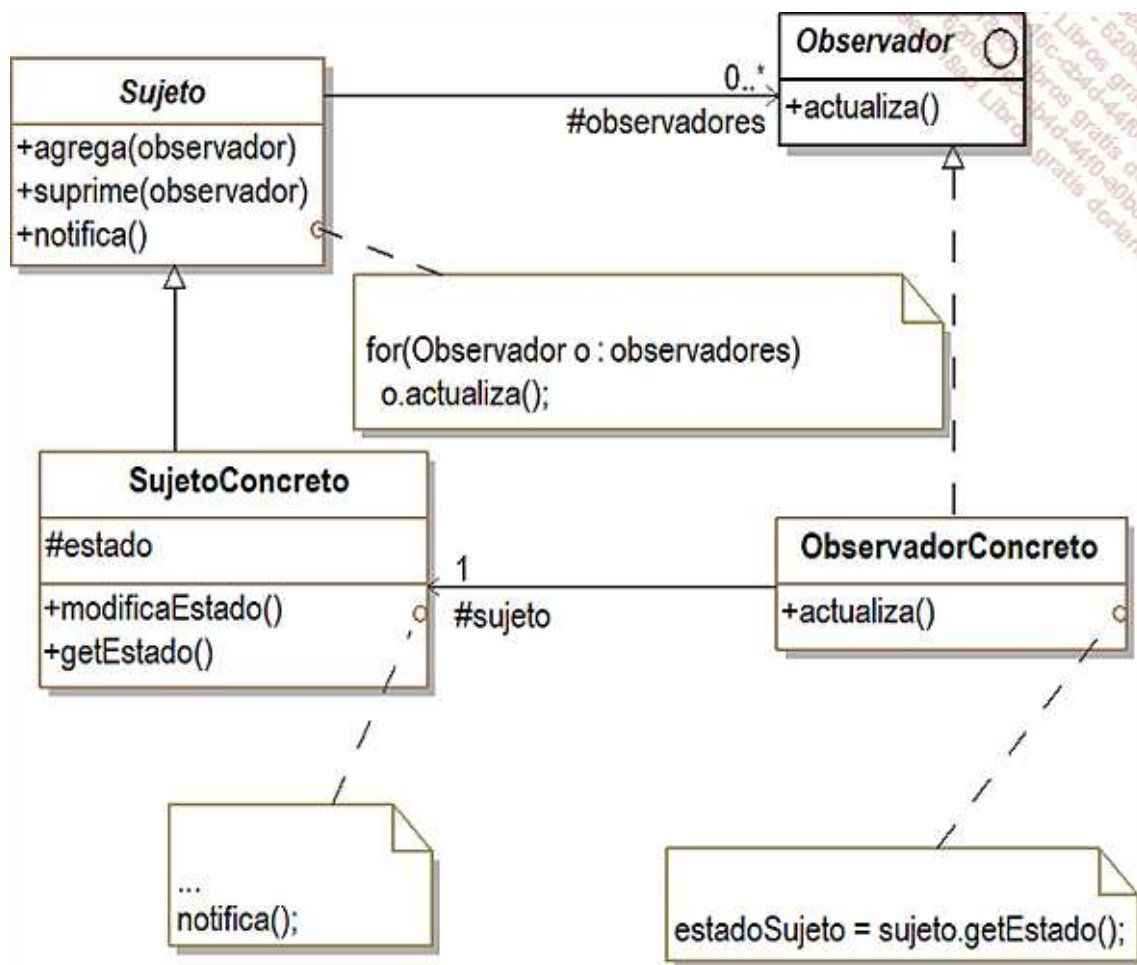 Observador
+actualiza()
Sujeto
+agrega(observador)
+suprime(observador)
+notifica()
0..*
#observadores
for(Observador o : observadores)
o.actualiza();
SujetoConcreto
#estado
+modificaEstado()
+getEstado()
1
#sujeto
ObservadorConcreto
+actualiza()
...
notifica();
estadoSujeto = sujeto.getEstado();